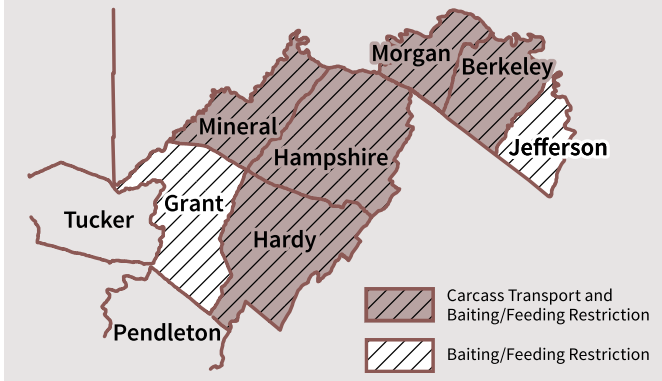 Morgan
Berkeley
Mineral
Jefferson
Hampshire
Grant
Tucker
Hardy
Carcass Transport and
Baiting/Feeding Restriction
Pendleton
Baiting/Feeding Restriction